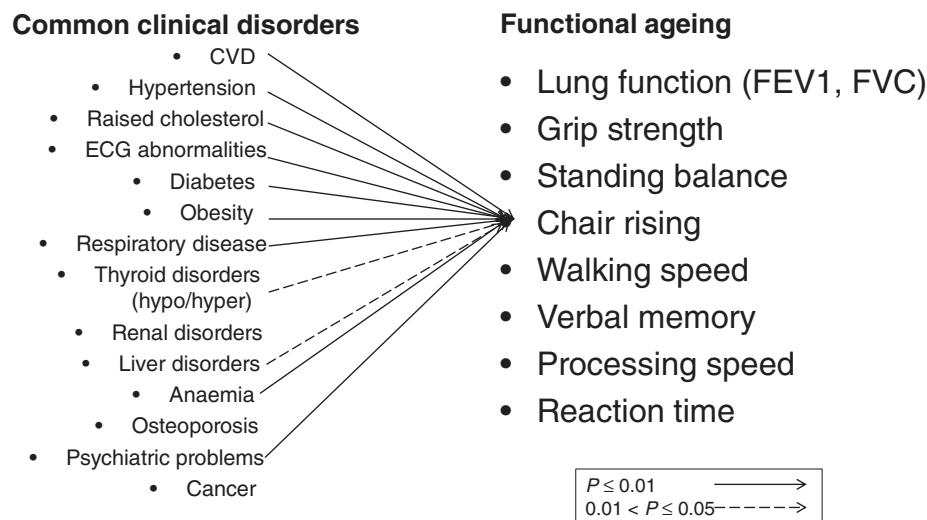 Common clinical disorders
• CVD
• Hypertension
• Raised cholesterol
• ECG abnormalities
• Diabetes
• Obesity
• Respiratory disease
• Thyroid disorders
(hypo/hyper)
• Renal disorders
• Liver disorders
• Anaemia
• Osteoporosis
• Psychiatric problems
• Cancer
Functional ageing
• Lung function (FEV1, FVC)
• Grip strength
• Standing balance
• Chair rising
• Walking speed
• Verbal memory
• Processing speed
• Reaction time
P ≤ 0.01
0.01 < P ≤ 0.05